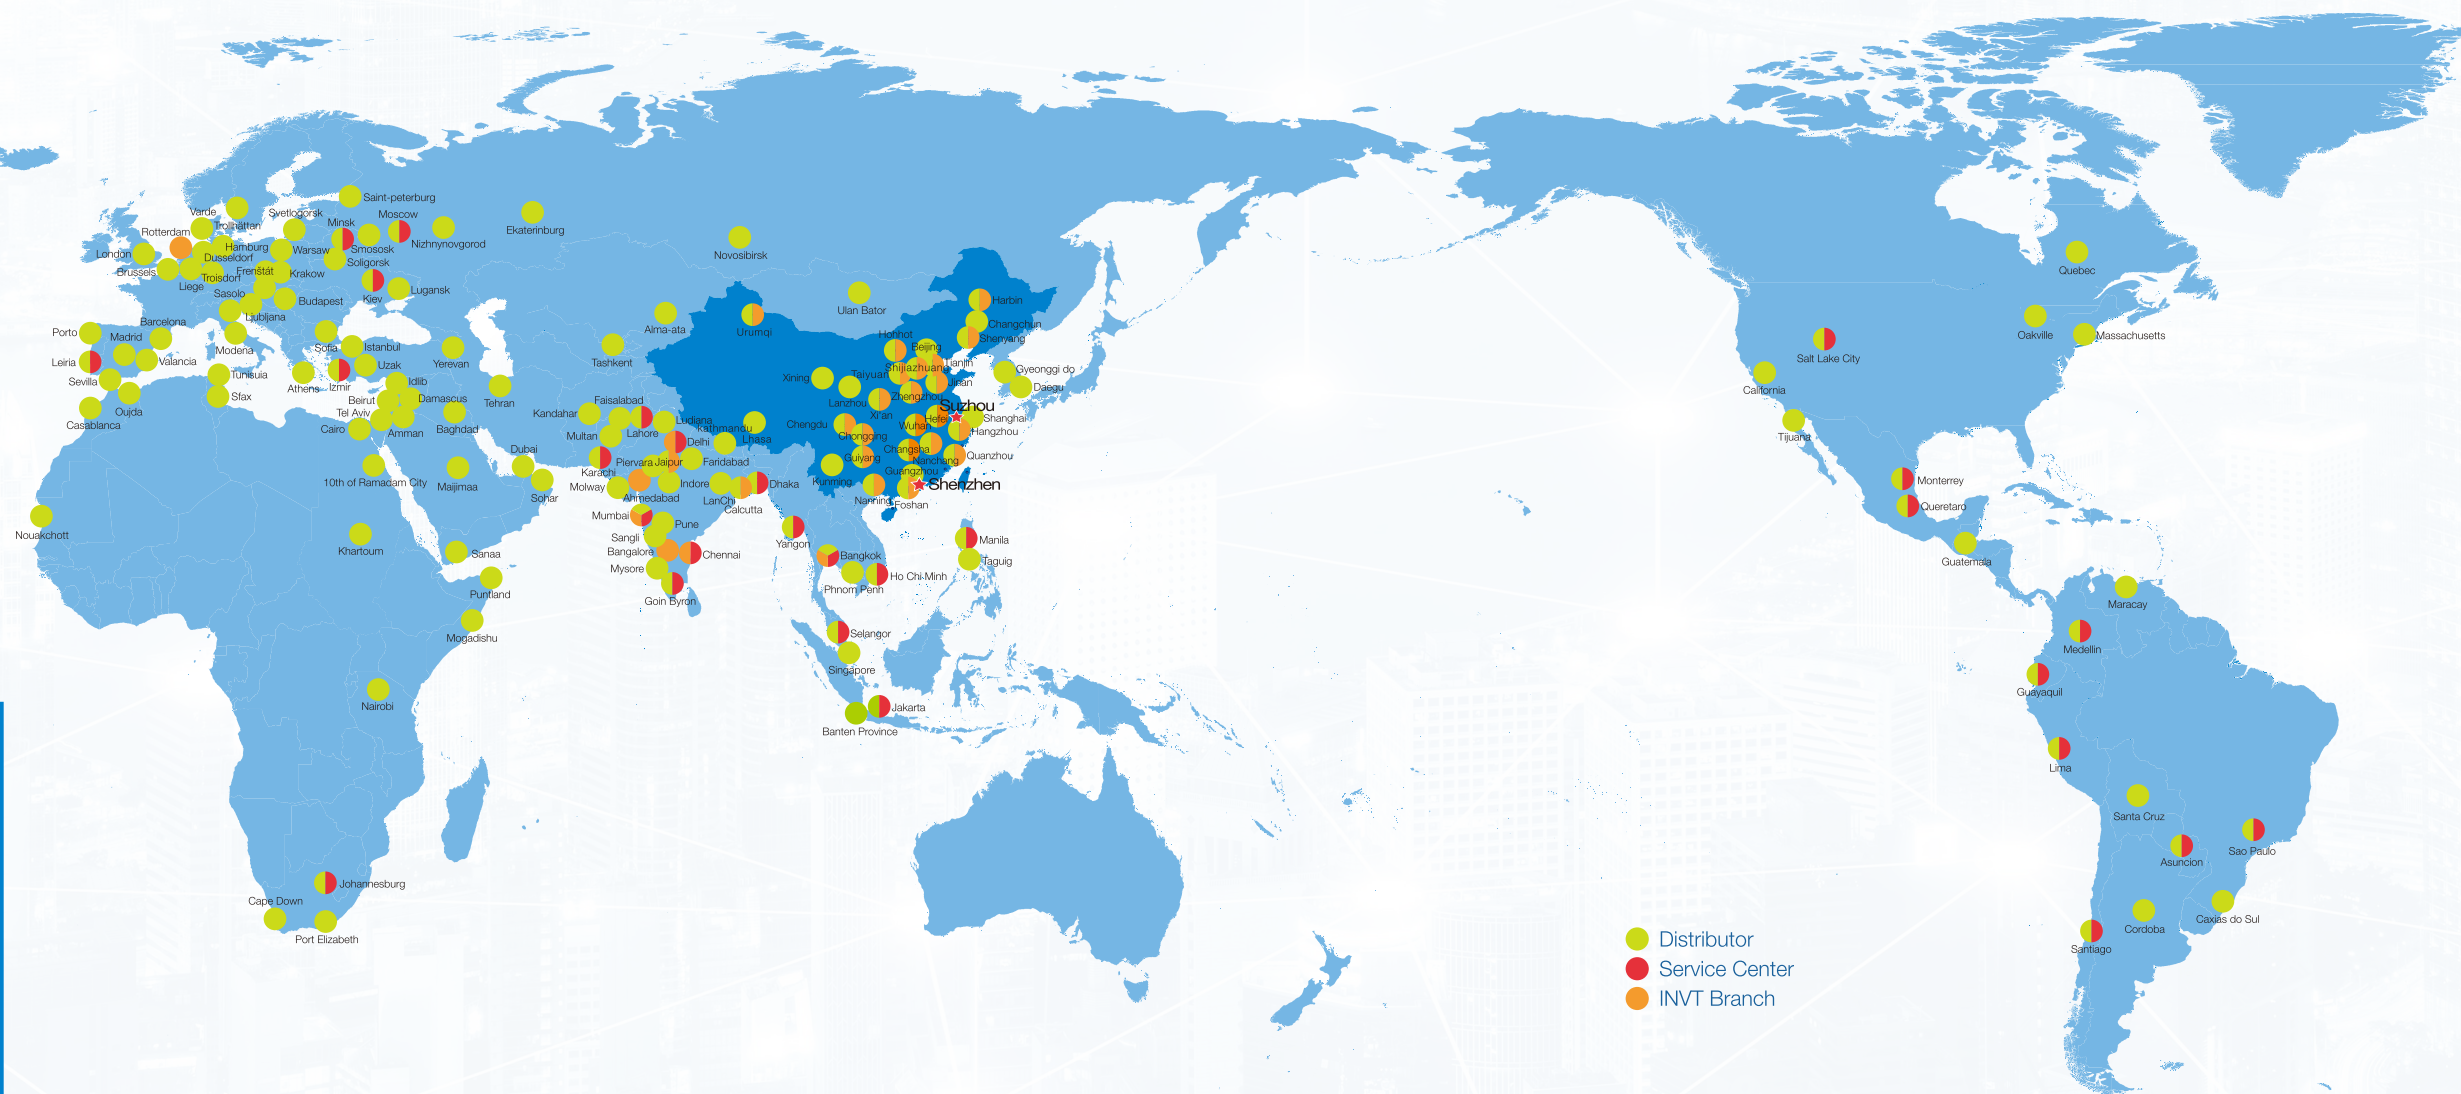 Saint-peterburg
Varde
Trollhattan
Svetlogorsk
Moscow
Minsk
Rotterdam
Smososk
Nizhnynovgorod
Ekaterinburg
London
Hamburg
Warsaw
Dusseldorf
Soligorsk
Brussels
Troisdorf
Frenštát
Krakow
Liege
Sasolo
Kiev
Lugansk
Budapest
Ljubljana
Barcelona
Porto
Madrid
Modena
Sofia
Istanbul
Yerevan
Leiria
Valancia
Uzak
Sevilla
Tunisuia
Athens
Izmir
Idlib
Tehran
Oujda
Sfax
Beirut
Damascus
Casablanca
Tel Aviv
Cairo
Amman
Baghdad
Dubai
10th of Ramacam City
Maijimaa
Sohar
Nouakchott
Khartoum
Sanaa
Puntland
Mogadishu
Nairobi
Johannesburg
Cape Down
Port Elizabeth
Novosibirsk
Alma-ata
Tashkent
Ulan Bator
Urumqi
Harbin
Changchun
Shenyang
Hohhot
Beijing
Tianjin
Shijiazhuang
Taiyuan
Jinan
Xining
Lanzhou
Zhengzhou
Xi'an
Suzhou
Hefei
Shanghai
Hangzhou
Wuhan
Chengdu
Chongqing
Lhasa
Changsha
Nanchang
Quanzhou
Guiyang
Guangzhou
Kunming
Nanning
Foshan
Shenzhen
Gyeonggi do
Daegu
Kandahar
Faisalabad
Multan
Lahore
Ludiana
Kathmandu
Delhi
Karachi
Piervara
Jaipur
Faridabad
Molway
Ahmedabad
Indore
LanChi
Calcutta
Dhaka
Mumbai
Pune
Sangli
Bangalore
Chennai
Mysore
Goin Byron
Yangon
Bangkok
Phnom Penn
Ho Chi Minh
Manila
Taguig
Selangor
Singapore
Jakarta
Banten Province
Quebec
Oakville
Massachusetts
Salt Lake City
California
Tijuana
Monterrey
Queretaro
Guatemala
Maracay
Medellin
Guayaquil
Lima
Santa Cruz
Asuncion
Sao Paulo
Caxias do Sul
Cordoba
Santiago
Distributor
Service Center
INVT Branch